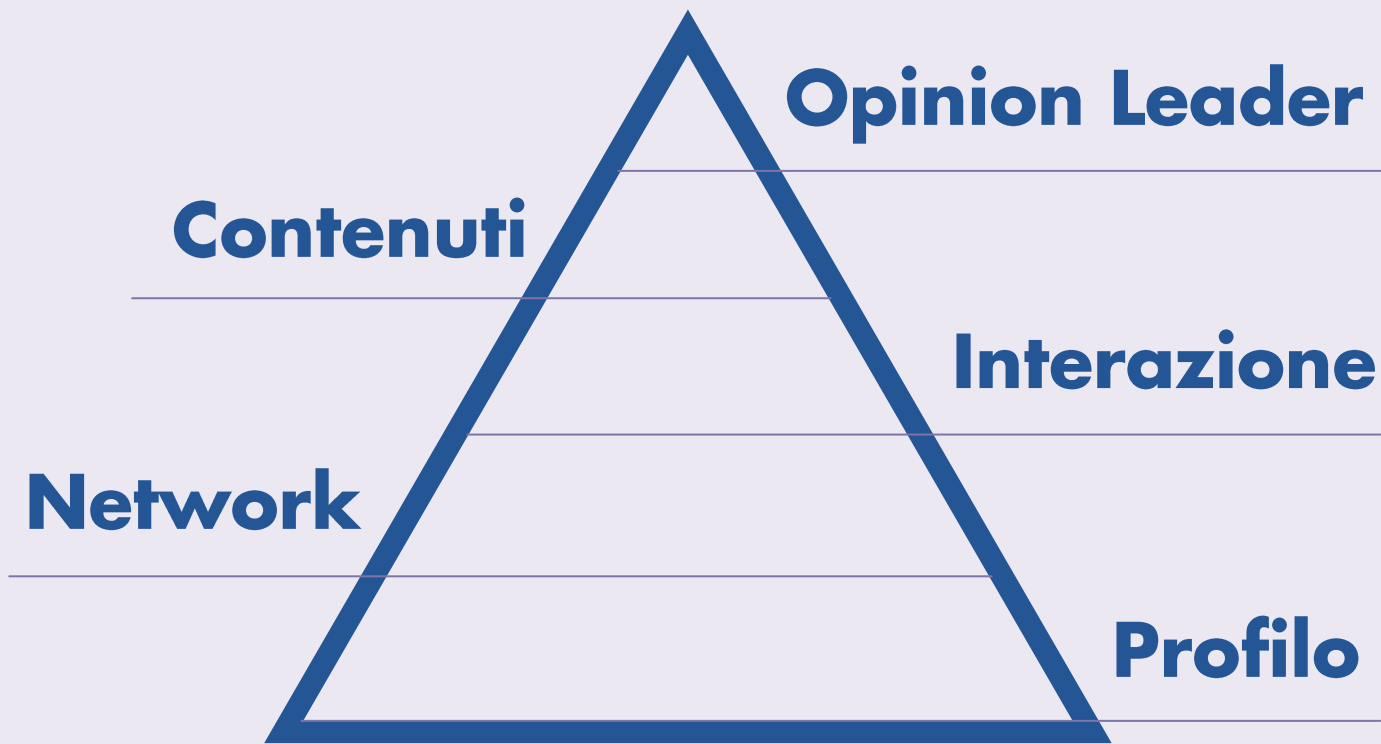 Opinion Leader
Contenuti
Interazione
Network
Profilo